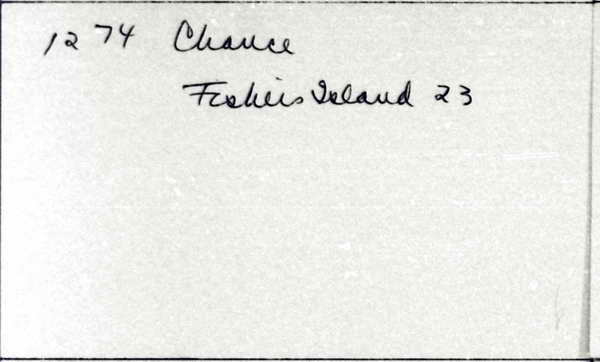 1274 Chance
Fishers Island 23